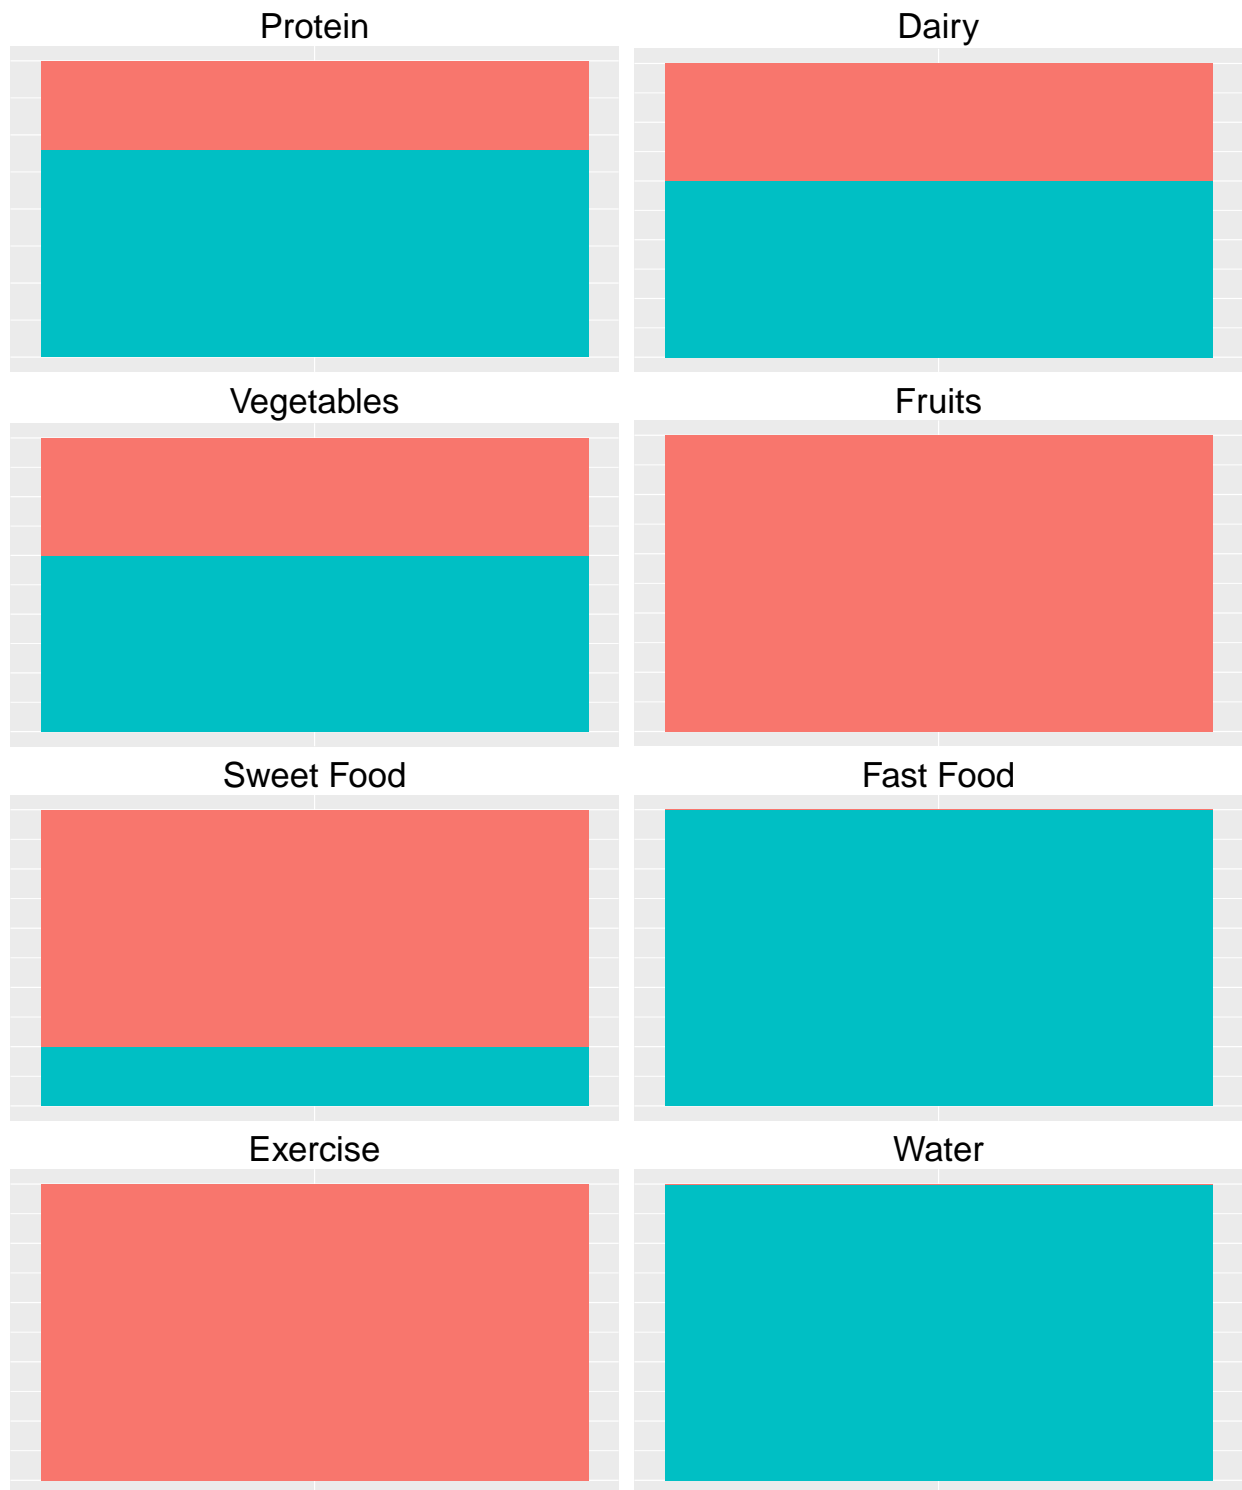 Protein
Dairy
Vegetables
Fruits
Sweet Food
Fast Food
Exercise
Water